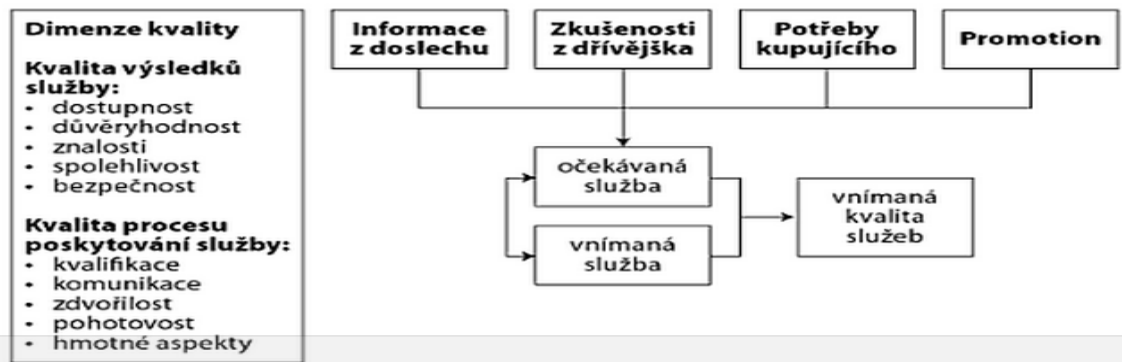 Dimenze kvality
Kvalita výsledků
služby:
• dostupnost
• důvěryhodnost
• znalosti
• spolehlivost
• bezpečnost
Kvalita procesu
poskytování služby:
• kvalifikace
• komunikace
• zdvořilost
• pohotovost
• hmotné aspekty
Informace
z doslechu
Zkušenosti
z dřívějška
Potřeby
kupujícího
Promotion
očekávaná
služba
vnímaná
služba
vnímaná
kvalita
služeb